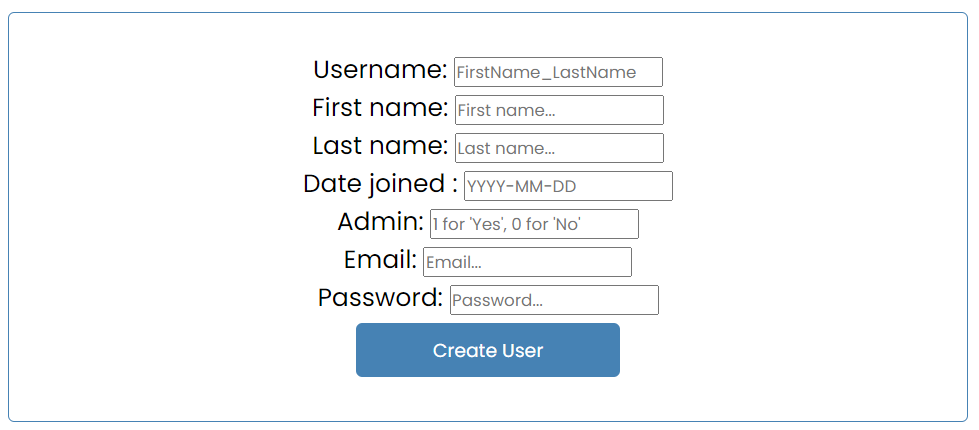 Username: FirstName_LastName
First name: First name...
Last name: Last name...
Date joined : YYYY-MM-DD
Admin: 1 for 'Yes', 0 for 'No'
Email: Email...
Password: Password...
Create User